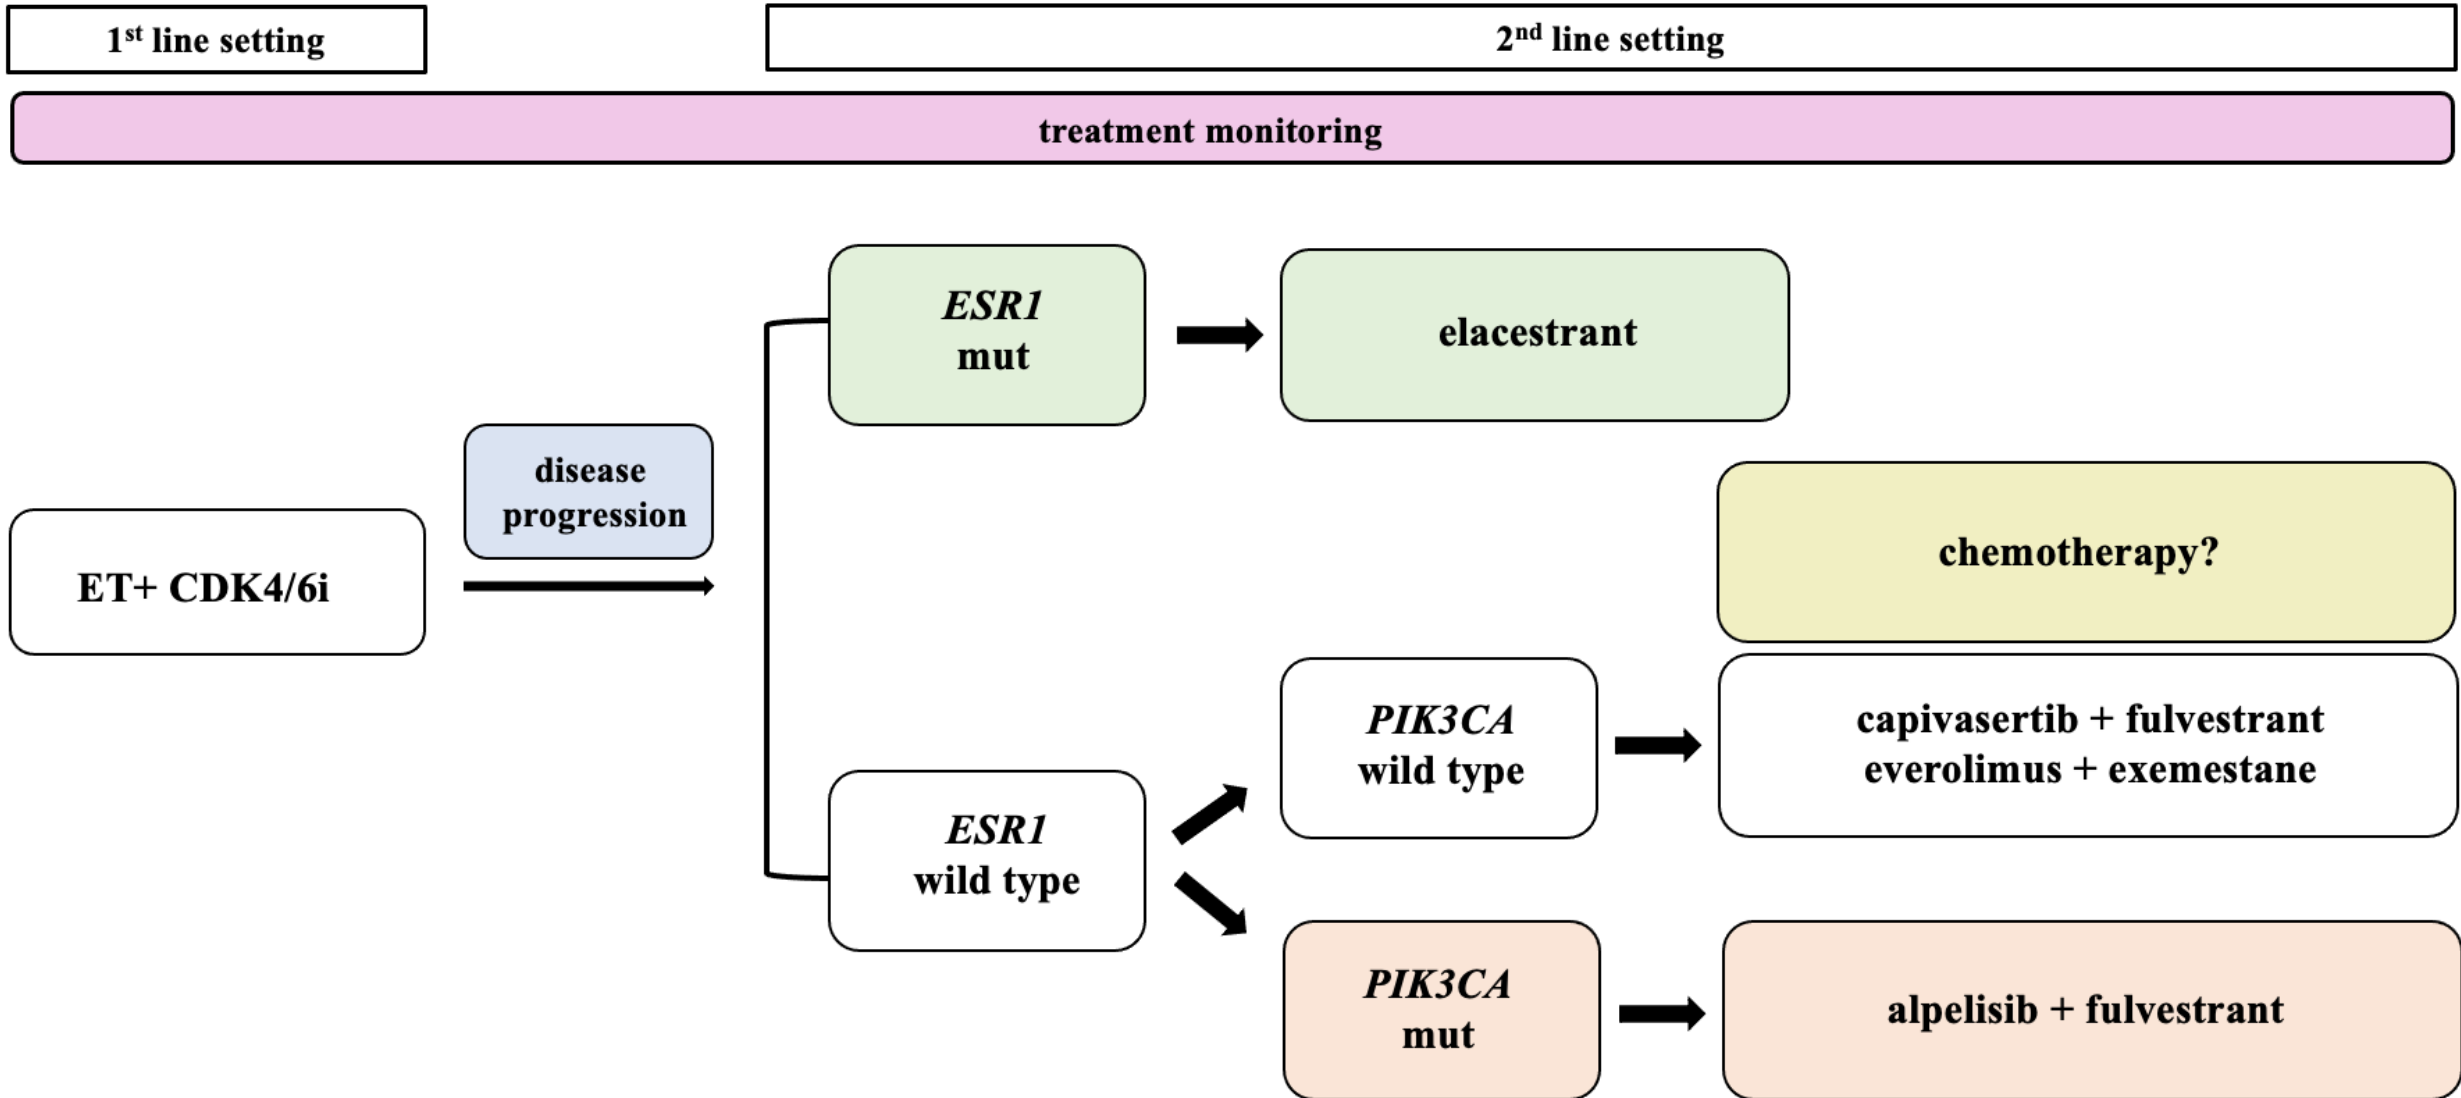 1st line setting
2nd line setting
treatment monitoring
ESR1
mut
elacestrant
disease
progression
ET+ CDK4/6i
chemotherapy?
PIK3CA
wild type
capivasertib + fulvestrant
everolimus + exemestane
ESR1
wild type
PIK3CA
mut
alpelisib + fulvestrant